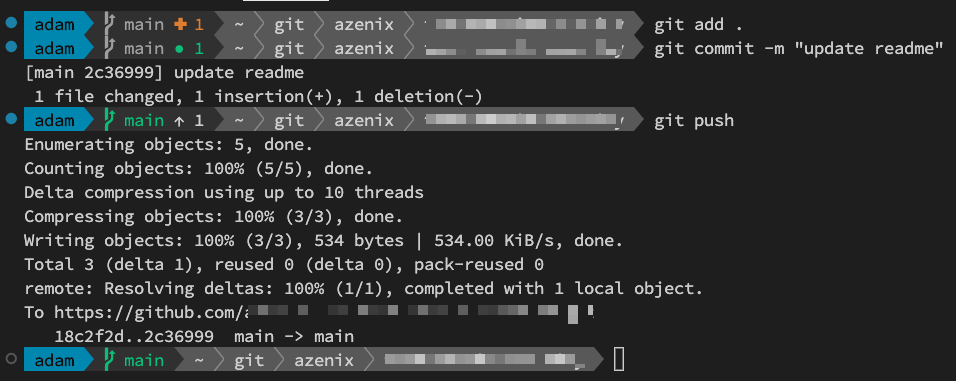 adam main ✚ 1 ~ git azenix git add .
adam main ● 1 ~ git azenix git commit -m "update readme"
[main 2c36999] update readme
1 file changed, 1 insertion(+), 1 deletion(-)
adam main ↑ 1 ~ git azenix git push
Enumerating objects: 5, done.
Counting objects: 100% (5/5), done.
Delta compression using up to 10 threads
Compressing objects: 100% (3/3), done.
Writing objects: 100% (3/3), 534 bytes | 534.00 KiB/s, done.
Total 3 (delta 1), reused 0 (delta 0), pack-reused 0
remote: Resolving deltas: 100% (1/1), completed with 1 local object.
To https://github.com/
18c2f2d..2c36999 main -> main
adam main ~ git azenix